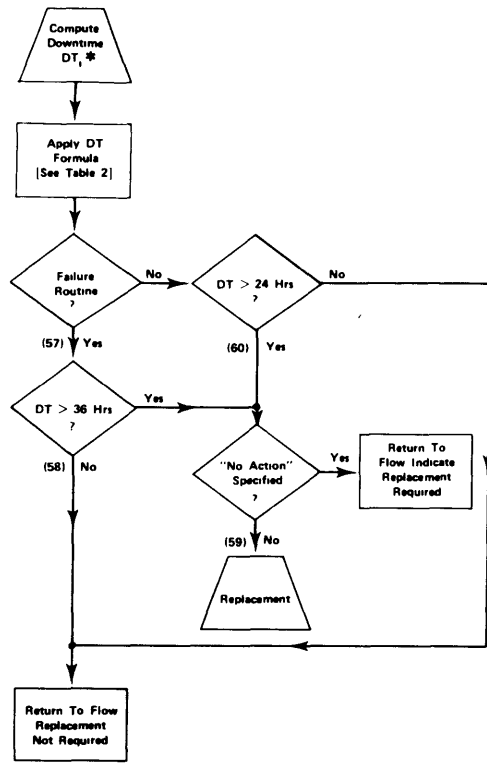 Compute
Downtime
DT, *
Apply DT
Formula
|See Table 2|
Failure
Routine
?
No
DT > 24 Hrs
?
No
(57) Yes
(60) Yes
DT > 36 Hrs
?
Yes
(58) No
"No Action"
Specified
?
Yes
Return To
Flow Indicate
Replacement
Required
(59) No
Replacement
Return To Flow
Replacement
Not Required